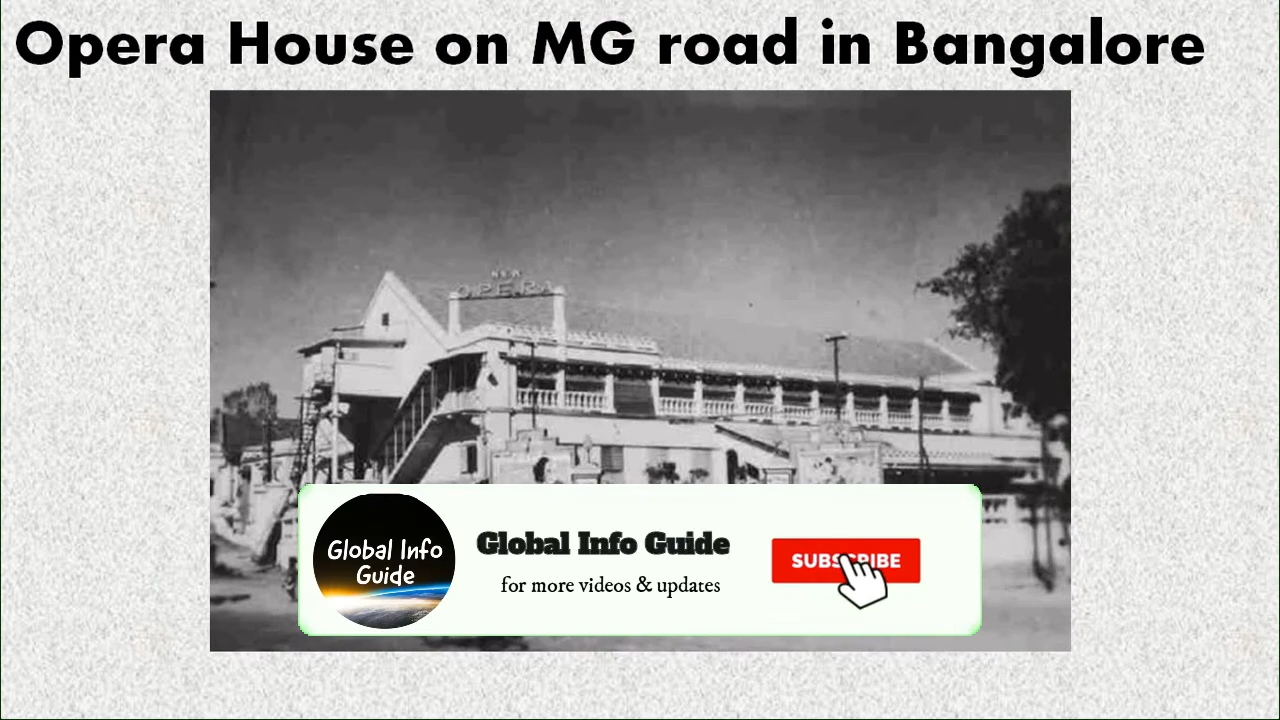 Opera House on MG road in Bangalore
NEW
OPERA
Global Info
Guide
Global Info Guide
for more videos & updates
SUBSCRIBE